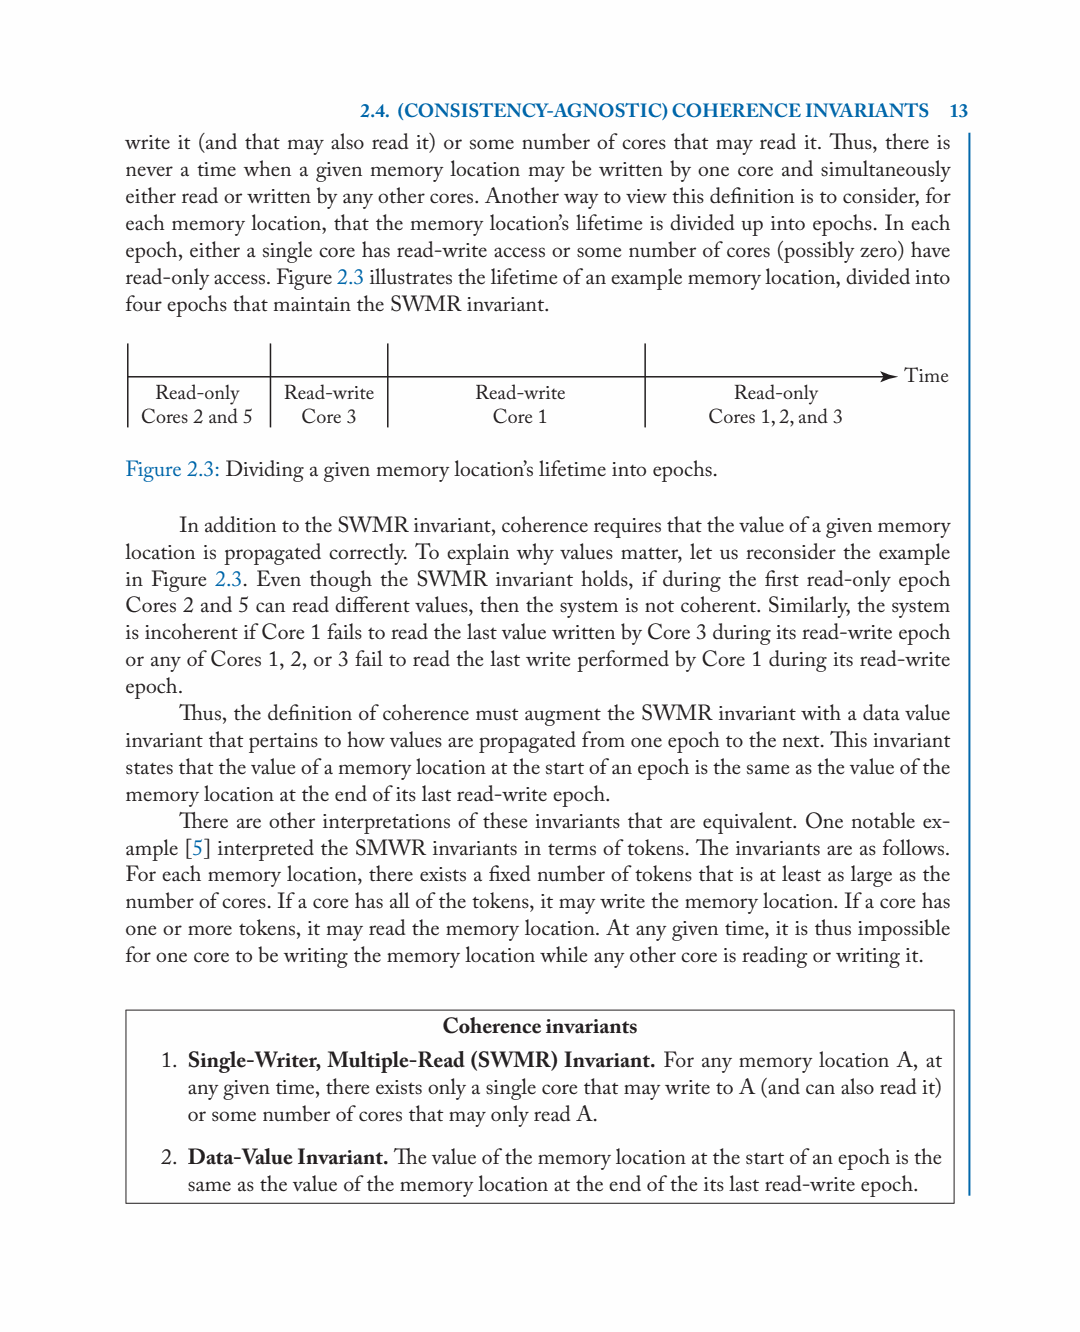 2.4. (CONSISTENCY-AGNOSTIC) COHERENCE INVARIANTS 13
write it (and that may also read it) or some number of cores that may read it. Thus, there is
never a time when a given memory location may be written by one core and simultaneously
either read or written by any other cores. Another way to view this definition is to consider, for
each memory location, that the memory location’s lifetime is divided up into epochs. In each
epoch, either a single core has read-write access or some number of cores (possibly zero) have
read-only access. Figure 2.3 illustrates the lifetime of an example memory location, divided into
four epochs that maintain the SWMR invariant.
Time
Read-only Read-write Read-write Read-only
Cores 2 and 5 Core 3 Core 1 Cores 1, 2, and 3
Figure 2.3: Dividing a given memory location’s lifetime into epochs.
In addition to the SWMR invariant, coherence requires that the value of a given memory
location is propagated correctly. To explain why values matter, let us reconsider the example
in Figure 2.3. Even though the SWMR invariant holds, if during the first read-only epoch
Cores 2 and 5 can read different values, then the system is not coherent. Similarly, the system
is incoherent if Core 1 fails to read the last value written by Core 3 during its read-write epoch
or any of Cores 1, 2, or 3 fail to read the last write performed by Core 1 during its read-write
epoch.
Thus, the definition of coherence must augment the SWMR invariant with a data value
invariant that pertains to how values are propagated from one epoch to the next. This invariant
states that the value of a memory location at the start of an epoch is the same as the value of the
memory location at the end of its last read-write epoch.
There are other interpretations of these invariants that are equivalent. One notable ex-
ample [5] interpreted the SMWR invariants in terms of tokens. The invariants are as follows.
For each memory location, there exists a fixed number of tokens that is at least as large as the
number of cores. If a core has all of the tokens, it may write the memory location. If a core has
one or more tokens, it may read the memory location. At any given time, it is thus impossible
for one core to be writing the memory location while any other core is reading or writing it.
Coherence invariants
1. Single-Writer, Multiple-Read (SWMR) Invariant. For any memory location A, at
any given time, there exists only a single core that may write to A (and can also read it)
or some number of cores that may only read A.
2. Data-Value Invariant. The value of the memory location at the start of an epoch is the
same as the value of the memory location at the end of the its last read-write epoch.